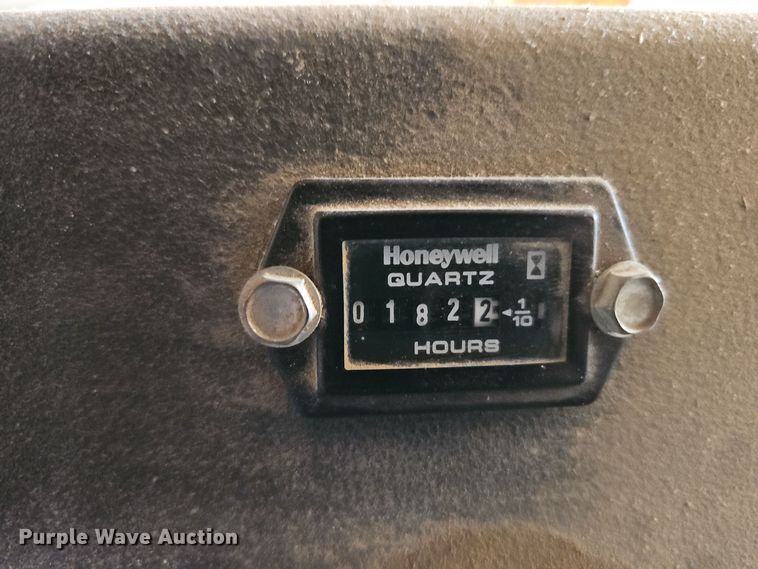 Honeywell
QUARTZ
0 1 8 2 2 ◄ 1/10
HOURS
Purple Wave Auction